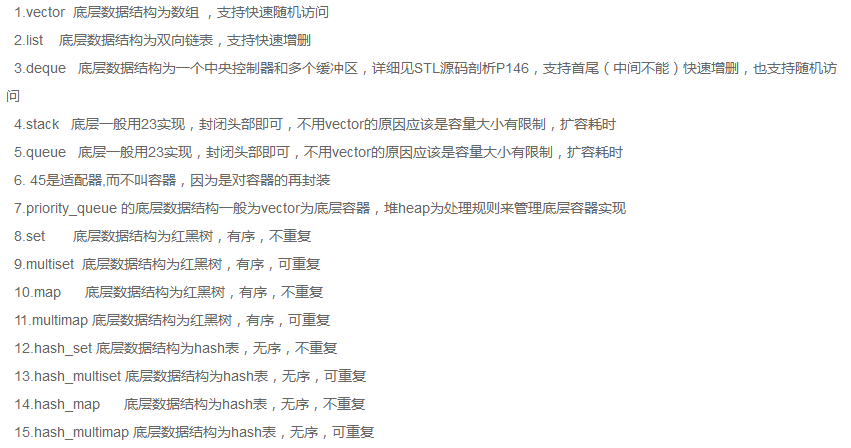 1.vector  底层数据结构为数组 ，支持快速随机访问
2.list    底层数据结构为双向链表，支持快速增删
3.deque   底层数据结构为一个中央控制器和多个缓冲区，详细见STL源码剖析P146，支持首尾（中间不能）快速增删，也支持随机访
问
4.stack   底层一般用23实现，封闭头部即可，不用vector的原因应该是容量大小有限制，扩容耗时
5.queue   底层一般用23实现，封闭头部即可，不用vector的原因应该是容量大小有限制，扩容耗时
6. 45是适配器,而不叫容器，因为是对容器的再封装
7.priority_queue 的底层数据结构一般为vector为底层容器，堆heap为处理规则来管理底层容器实现
8.set       底层数据结构为红黑树，有序，不重复
9.multiset  底层数据结构为红黑树，有序，可重复
10.map      底层数据结构为红黑树，有序，不重复
11.multimap 底层数据结构为红黑树，有序，可重复
12.hash_set 底层数据结构为hash表，无序，不重复
13.hash_multiset 底层数据结构为hash表，无序，可重复
14.hash_map      底层数据结构为hash表，无序，不重复
15.hash_multimap 底层数据结构为hash表，无序，可重复